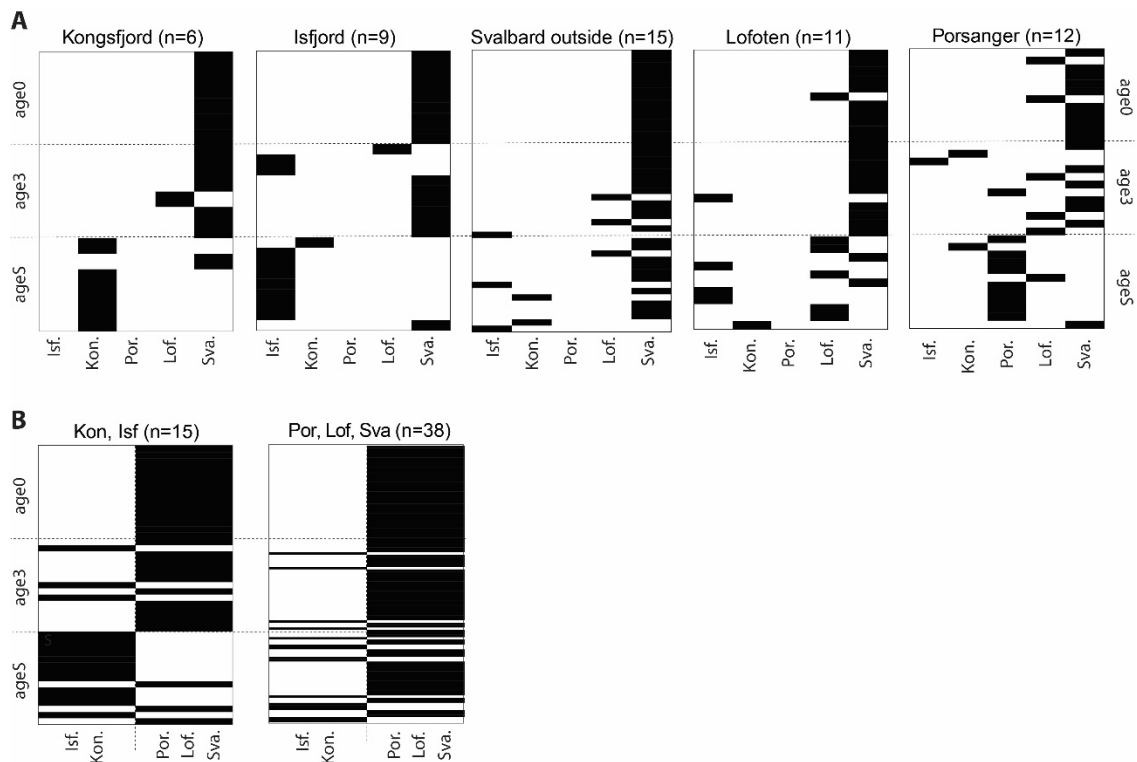 A
Kongsfjord (n=6)
Isfjord (n=9)
Svalbard outside (n=15)
Lofoten (n=11)
Porsanger (n=12)
age0
age3
ageS
age0
age3
ageS
Isf.
Kon.
Por.
Lof.
Sva.
Isf.
Kon.
Por.
Lof.
Sva.
Isf.
Kon.
Por.
Lof.
Sva.
Isf.
Kon.
Por.
Lof.
Sva.
Isf.
Kon.
Por.
Lof.
Sva.
B
Kon, Isf (n=15)
Por, Lof, Sva (n=38)
age0
age3
ageS
S
Isf.
Kon.
Por.
Lof.
Sva.
Isf.
Kon.
Por.
Lof.
Sva.